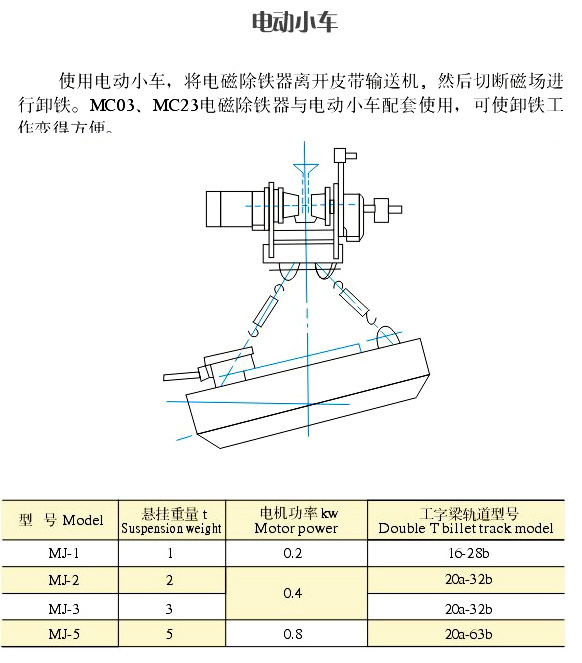 电动小车
使用电动小车，将电磁除铁器离开皮带输送机，然后切断磁场进
行卸铁。MC03、MC23电磁除铁器与电动小车配套使用，可使卸铁工
作变得方便。
型 号 Model 悬挂重量 t Suspension weight 电机功率 kw Motor power 工字梁轨道型号 Double T billet track model
MJ-1 1 0.2 16-28b
MJ-2 2 0.4 20a-32b
MJ-3 3 20a-32b
MJ-5 5 0.8 20a-63b